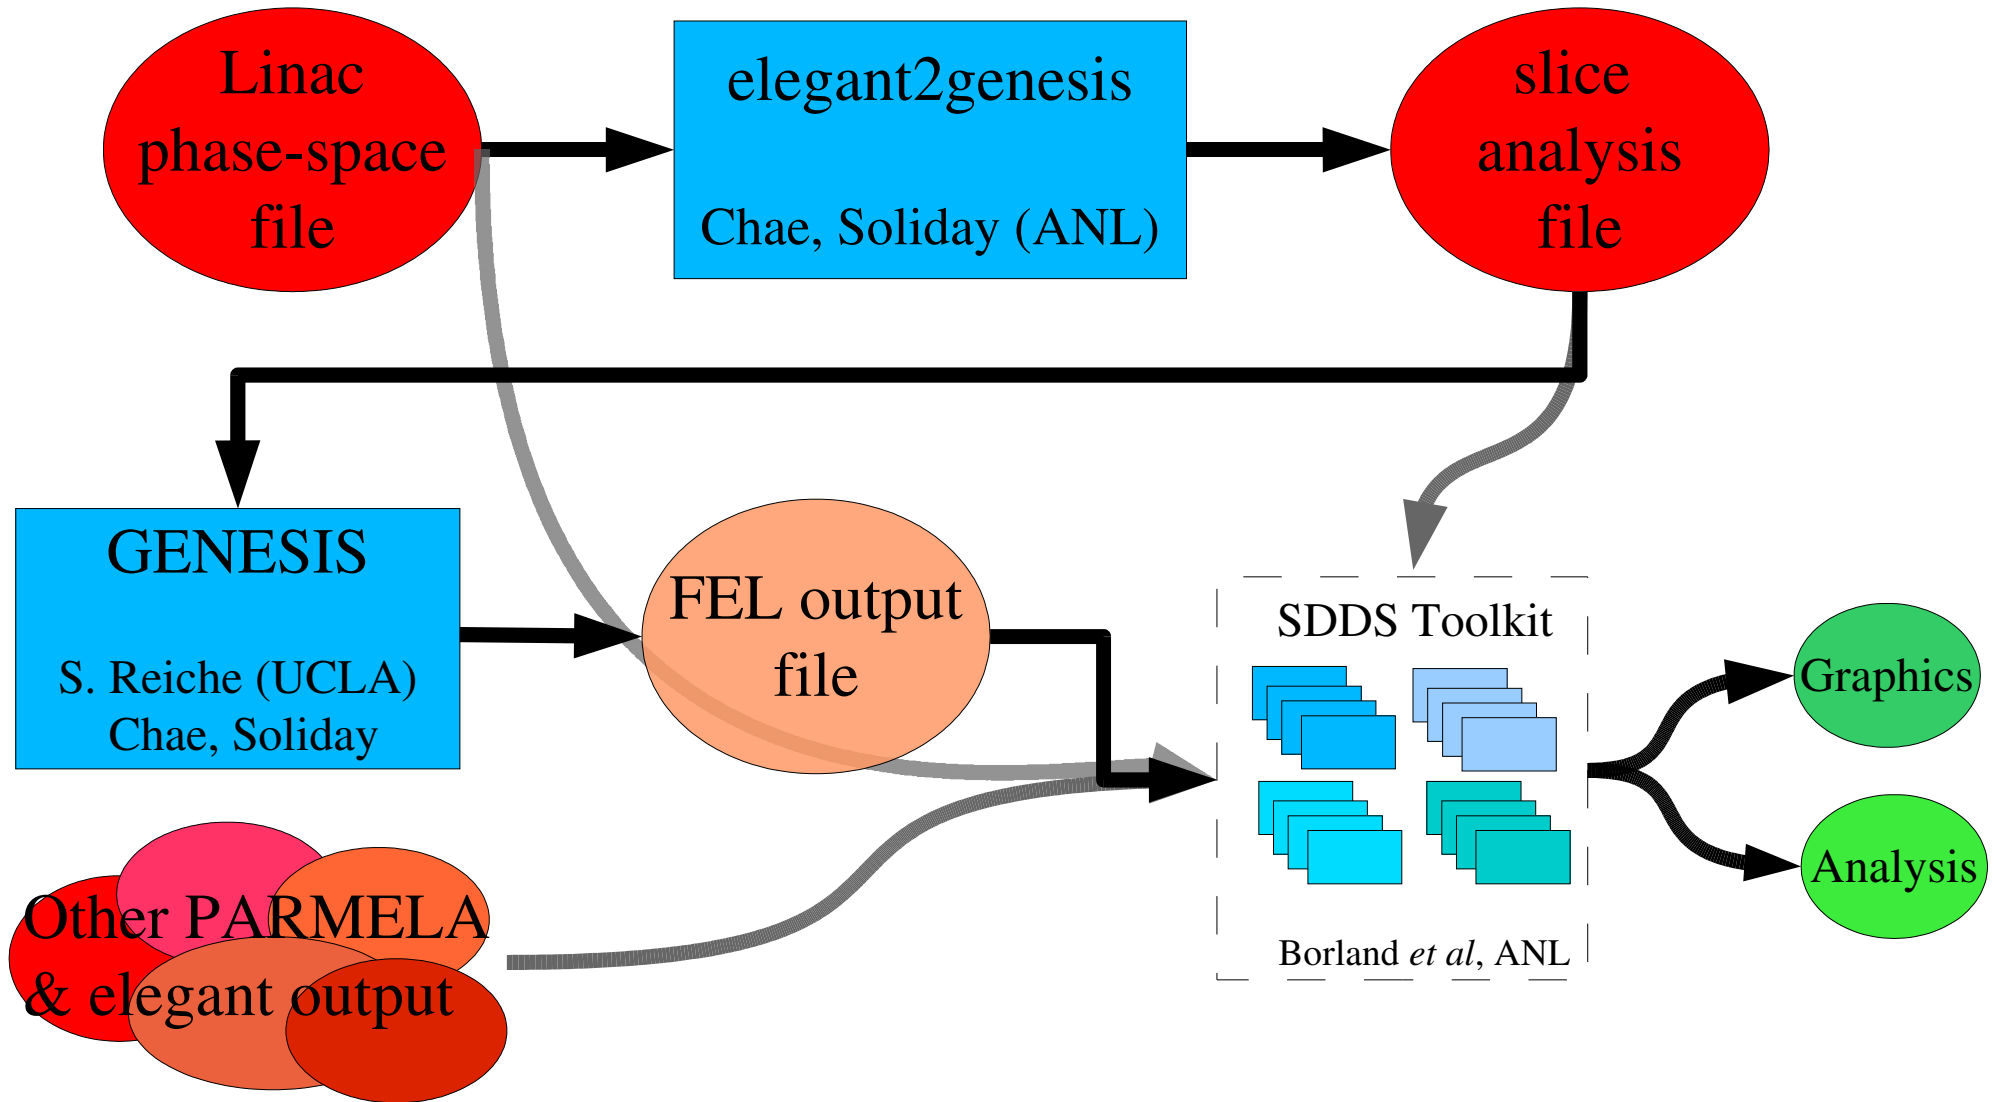 Linac
phase-space
file
elegant2genesis
Chae, Soliday (ANL)
slice
analysis
file
GENESIS
S. Reiche (UCLA)
Chae, Soliday
FEL output
file
SDDS Toolkit
Borland et al, ANL
Graphics
Analysis
Other PARMELA
& elegant output